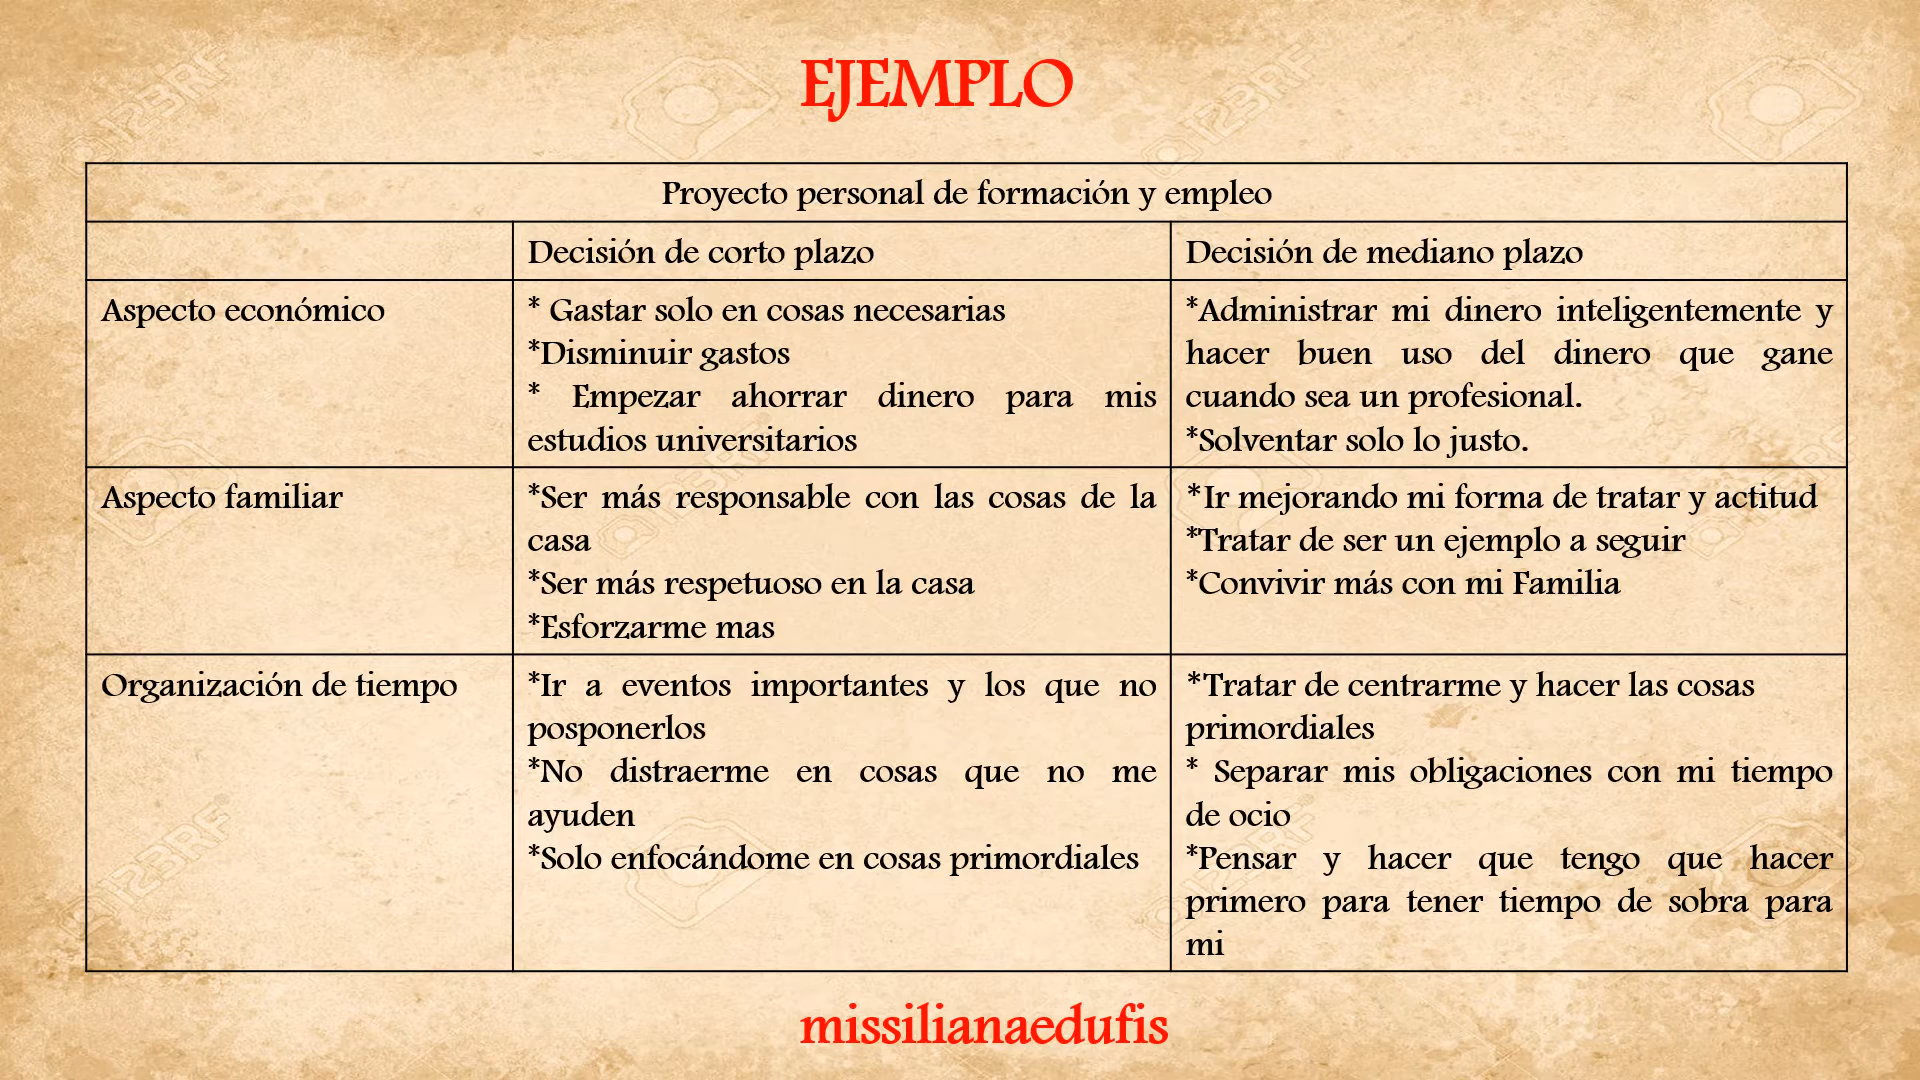 EJEMPLO
Proyecto personal de formación y empleo
Decisión de corto plazo
Decisión de mediano plazo
Aspecto económico
* Gastar solo en cosas necesarias
*Disminuir gastos
* Empezar ahorrar dinero para mis
estudios universitarios
*Administrar mi dinero inteligentemente y
hacer buen uso del dinero que gane
cuando sea un profesional.
*Solventar solo lo justo.
Aspecto familiar
*Ser más responsable con las cosas de la
casa
*Ser más respetuoso en la casa
*Esforzarme mas
*Ir mejorando mi forma de tratar y actitud
*Tratar de ser un ejemplo a seguir
*Convivir más con mi Familia
Organización de tiempo
*Ir a eventos importantes y los que no
posponerlos
*No distraerme en cosas que no me
ayuden
*Solo enfocándome en cosas primordiales
*Tratar de centrarme y hacer las cosas
primordiales
* Separar mis obligaciones con mi tiempo
de ocio
*Pensar y hacer que tengo que hacer
primero para tener tiempo de sobra para
mi
missilianaedufis
123RF
123RF
123RF
123RF
123RF
123RF